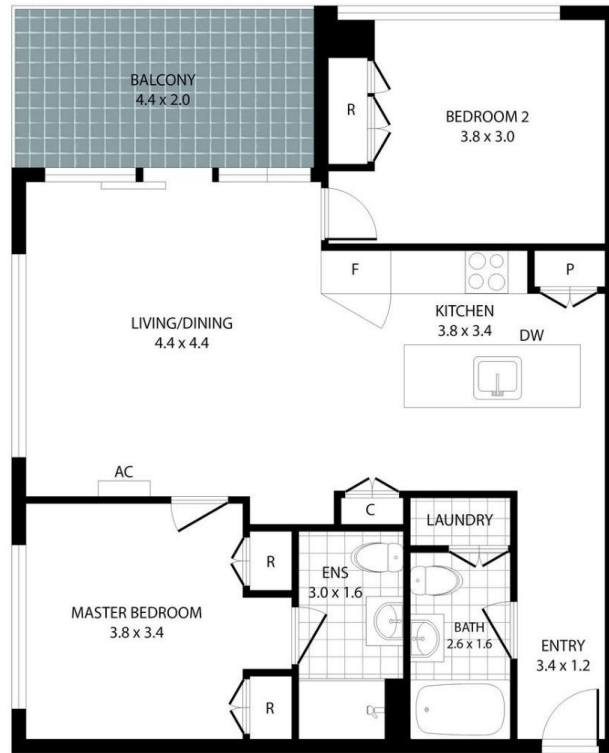 BALCONY
4.4 x 2.0
R
BEDROOM 2
3.8 x 3.0
F
P
KITCHEN
3.8 x 3.4
DW
LIVING/DINING
4.4 x 4.4
AC
C
LAUNDRY
R
ENS
3.0 x 1.6
MASTER BEDROOM
3.8 x 3.4
BATH
2.6 x 1.6
ENTRY
3.4 x 1.2
R